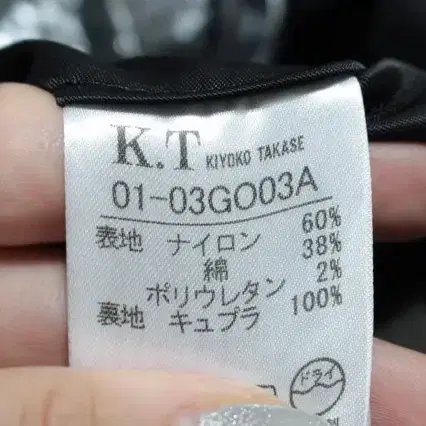 K.T KIYOKO TAKASE
01-03GO03A
表地 ナイロン 60%
綿 38%
ポリウレタン 2%
裏地 キュプラ 100%
ドライ